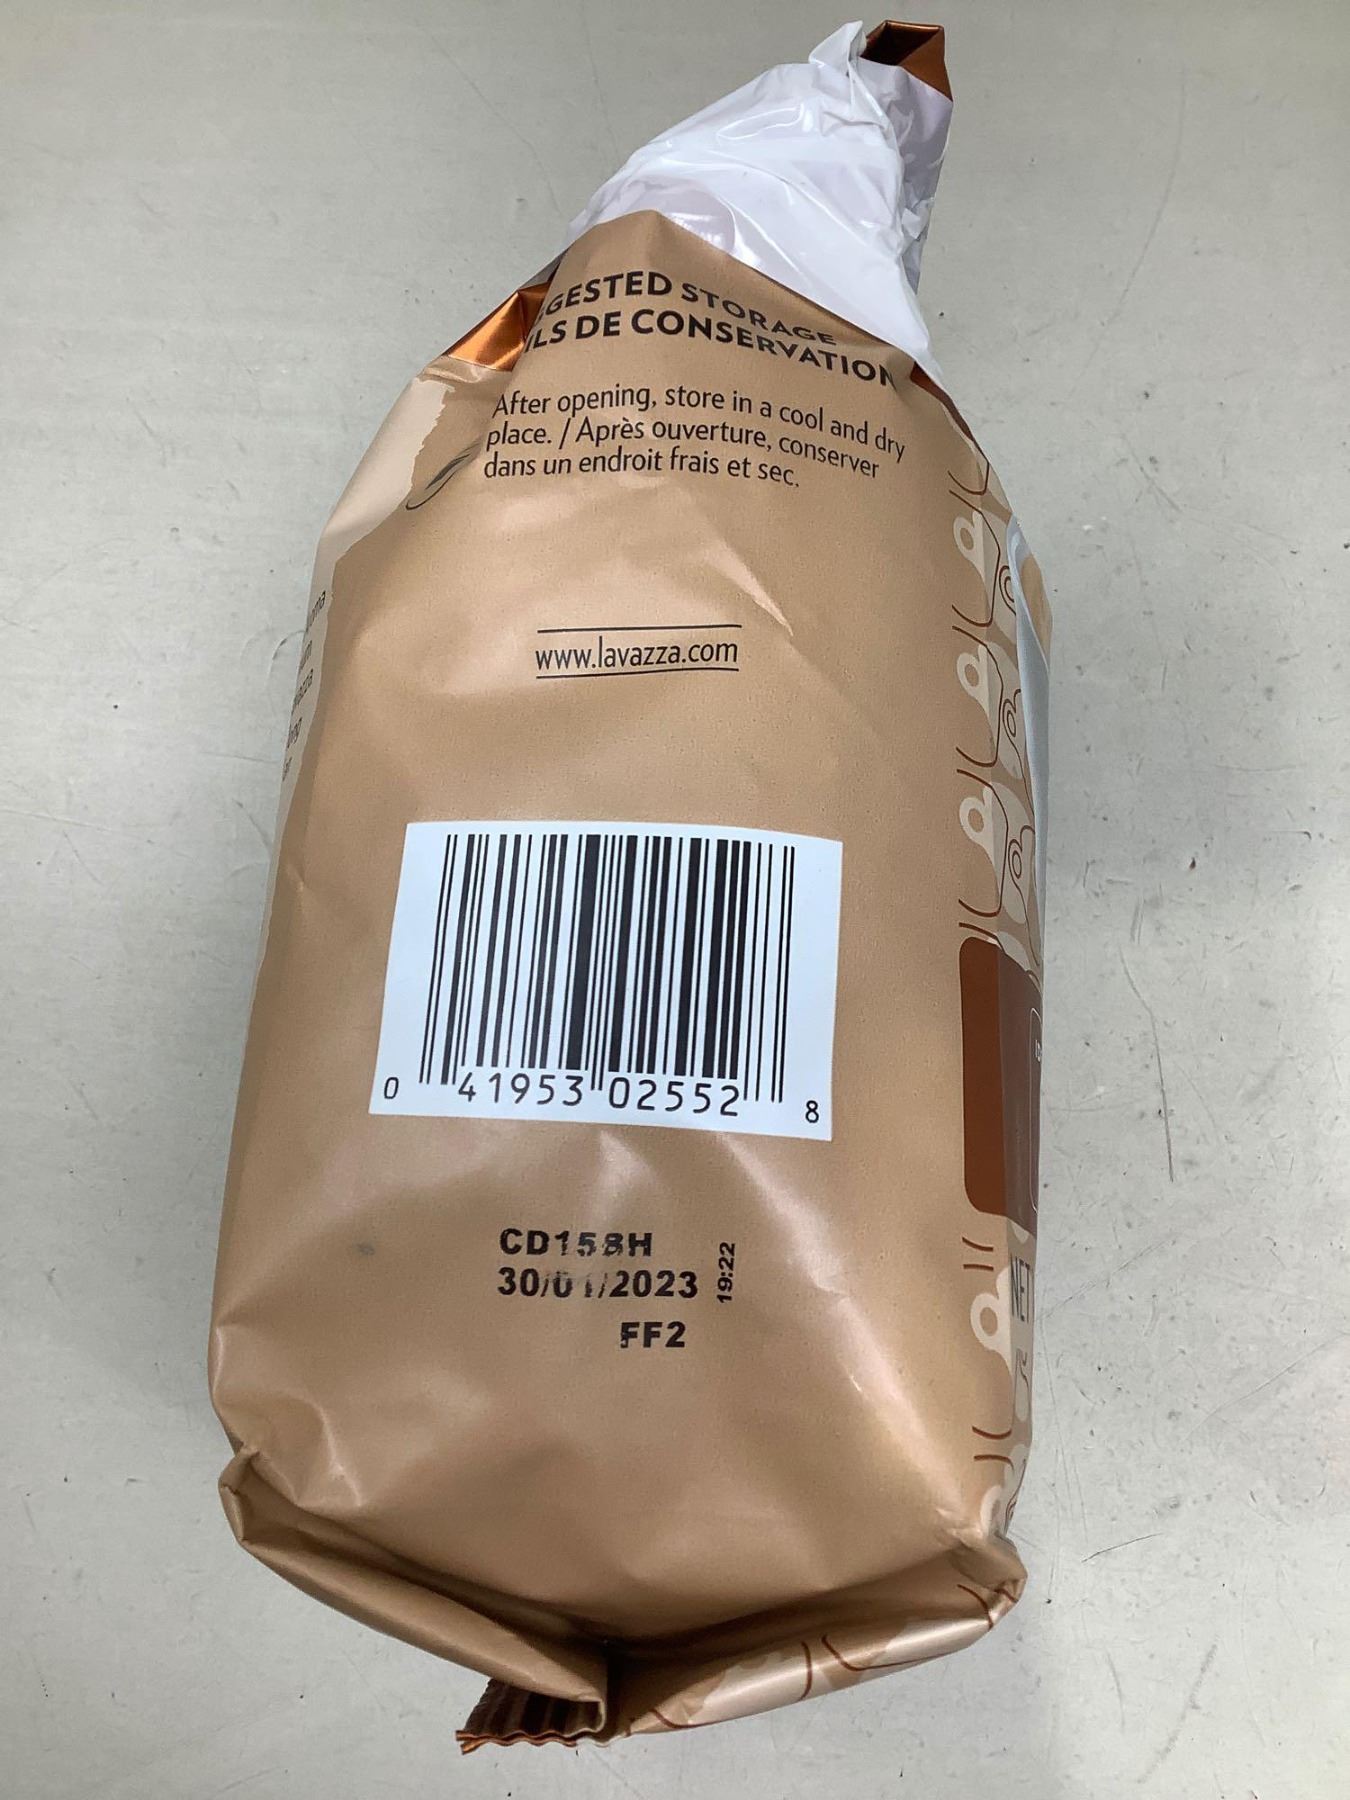 GESTED STORAGE
ILS DE CONSERVATION
After opening, store in a cool and dry
place. / Après ouverture, conserver
dans un endroit frais et sec.
www.lavazza.com
0 41953 02552 8
CD158H
30/01/2023 19:22
FF2
NET